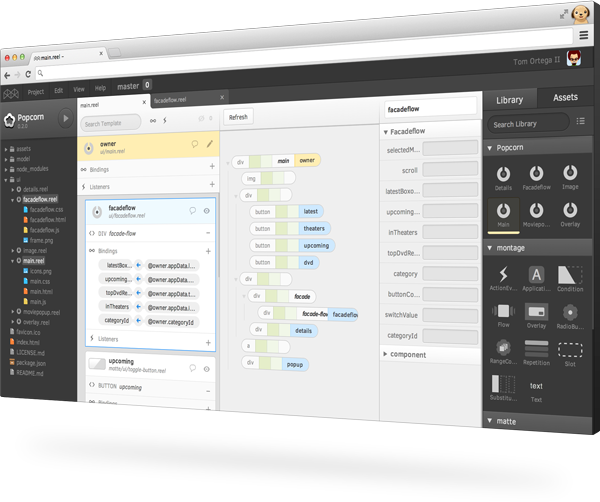 main.reel –
Tom Ortega II
Project Edit View Help master 0
Popcorn
0.2.0
assets
model
node_modules
ui
details.reel
facadeflow.reel
facadeflow.css
facadeflow.html
facadeflow.js
frame.png
image.reel
main.reel
icons.png
main.css
main.html
main.js
moviepopup.reel
overlay.reel
favicon.ico
index.html
LICENSE.md
package.json
README.md
main.reel x
facadeflow.reel x
Search Template
owner
ui/main.reel
Bindings
Listeners
facadeflow
ui/facadeflow.reel
<> DIV facade-flow
Bindings
latestBox... @owner.appData.l...
upcoming... @owner.appData.u...
topDvdRe... @owner.appData.t...
inTheaters @owner.appData.i...
categoryId @owner.categoryId
Listeners
upcoming
matte/ui/toggle-button.reel
<> BUTTON upcoming
Bindings
Refresh
div main owner
img
div
button latest
button theaters
button upcoming
button dvd
div
div facade
facade-flow facadeflow
div details
a
div popup
facadeflow
Facadeflow
selectedM...
scroll
latestBoxo...
upcoming...
inTheaters
topDvdRe...
category
buttonCo...
switchValue
categoryId
component
Library Assets
Search Library
Popcorn
Details Facadeflow Image
Main Moviepo... Overlay
montage
ActionEv... Applicati... Condition
Flow Overlay RadioBu...
RangeCo... Repetition Slot
Substitu... text
Text
matte